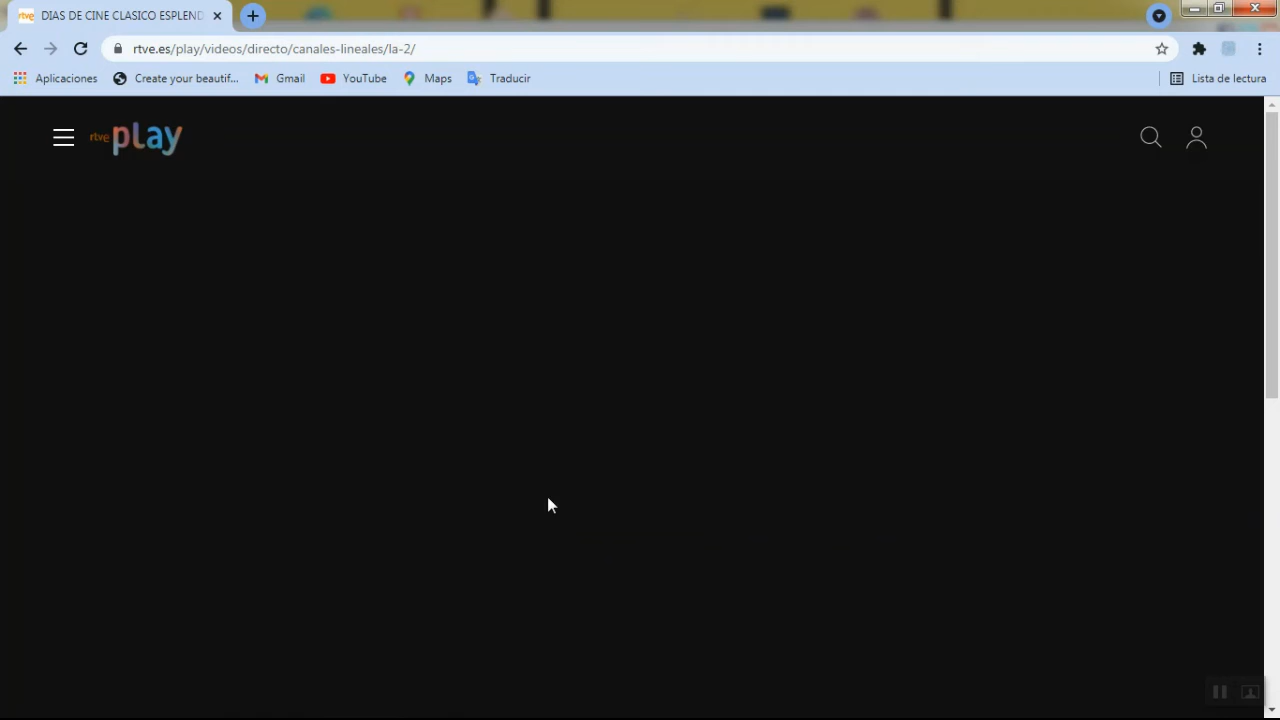 DIAS DE CINE CLASICO ESPLEND
rtve.es/play/videos/directo/canales-lineales/la-2/
Aplicaciones
Create your beautif...
Gmail
YouTube
Maps
Traducir
Lista de lectura
rtve play